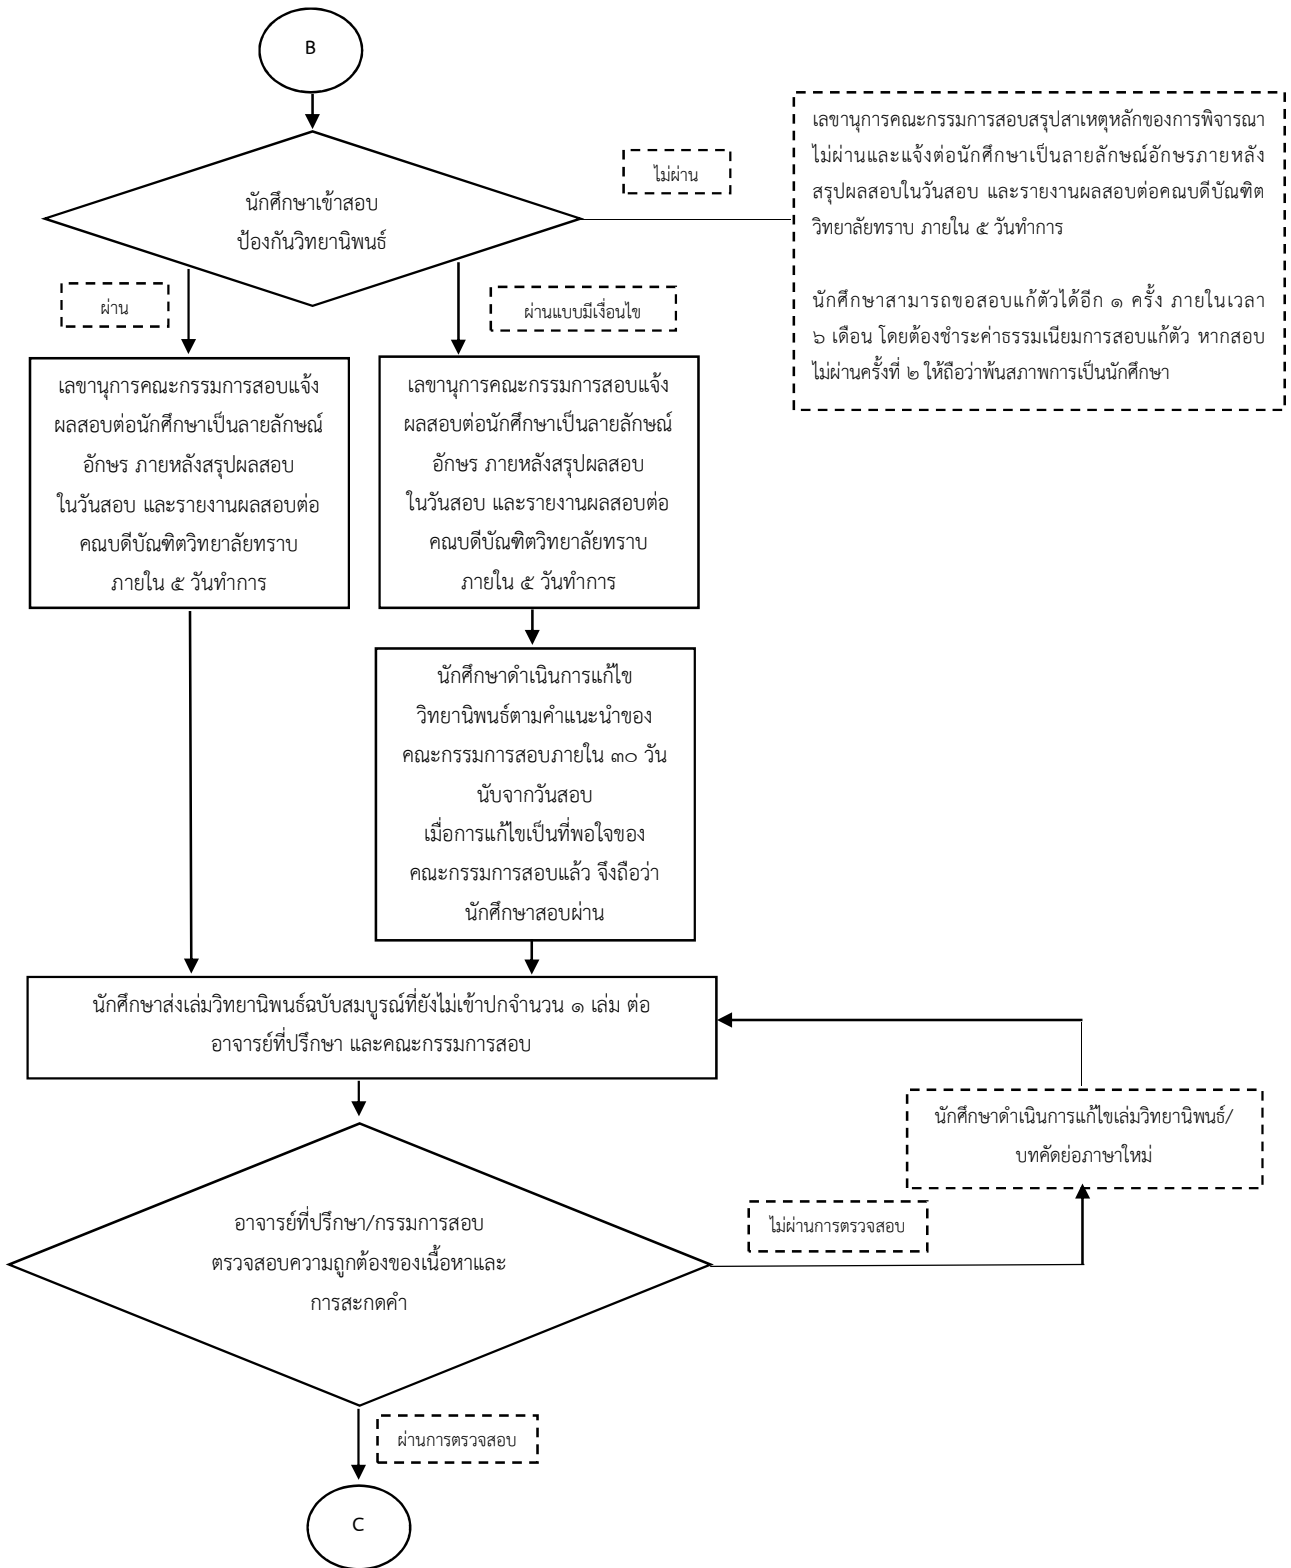 B
นักศึกษาเข้าสอบ
ป้องกันวิทยานิพนธ์
ไม่ผ่าน
เลขานุการคณะกรรมการสอบสรุปสาเหตุหลักของการพิจารณา
ไม่ผ่านและแจ้งต่อนักศึกษาเป็นลายลักษณ์อักษรภายหลัง
สรุปผลสอบในวันสอบ และรายงานผลสอบต่อคณบดีบัณฑิต
วิทยาลัยทราบ ภายใน ๕ วันทำการ
นักศึกษาสามารถขอสอบแก้ตัวได้อีก ๑ ครั้ง ภายในเวลา
๖ เดือน โดยต้องชำระค่าธรรมเนียมการสอบแก้ตัว หากสอบ
ไม่ผ่านครั้งที่ ๒ ให้ถือว่าพ้นสภาพการเป็นนักศึกษา
ผ่าน
ผ่านแบบมีเงื่อนไข
เลขานุการคณะกรรมการสอบแจ้ง
ผลสอบต่อนักศึกษาเป็นลายลักษณ์
อักษร ภายหลังสรุปผลสอบ
ในวันสอบ และรายงานผลสอบต่อ
คณบดีบัณฑิตวิทยาลัยทราบ
ภายใน ๕ วันทำการ
เลขานุการคณะกรรมการสอบแจ้ง
ผลสอบต่อนักศึกษาเป็นลายลักษณ์
อักษร ภายหลังสรุปผลสอบ
ในวันสอบ และรายงานผลสอบต่อ
คณบดีบัณฑิตวิทยาลัยทราบ
ภายใน ๕ วันทำการ
นักศึกษาดำเนินการแก้ไข
วิทยานิพนธ์ตามคำแนะนำของ
คณะกรรมการสอบภายใน ๓๐ วัน
นับจากวันสอบ
เมื่อการแก้ไขเป็นที่พอใจของ
คณะกรรมการสอบแล้ว จึงถือว่า
นักศึกษาสอบผ่าน
นักศึกษาส่งเล่มวิทยานิพนธ์ฉบับสมบูรณ์ที่ยังไม่เข้าปกจำนวน ๑ เล่ม ต่อ
อาจารย์ที่ปรึกษา และคณะกรรมการสอบ
นักศึกษาดำเนินการแก้ไขเล่มวิทยานิพนธ์/
บทคัดย่อภาษาใหม่
อาจารย์ที่ปรึกษา/กรรมการสอบ
ตรวจสอบความถูกต้องของเนื้อหาและ
การสะกดคำ
ไม่ผ่านการตรวจสอบ
ผ่านการตรวจสอบ
C